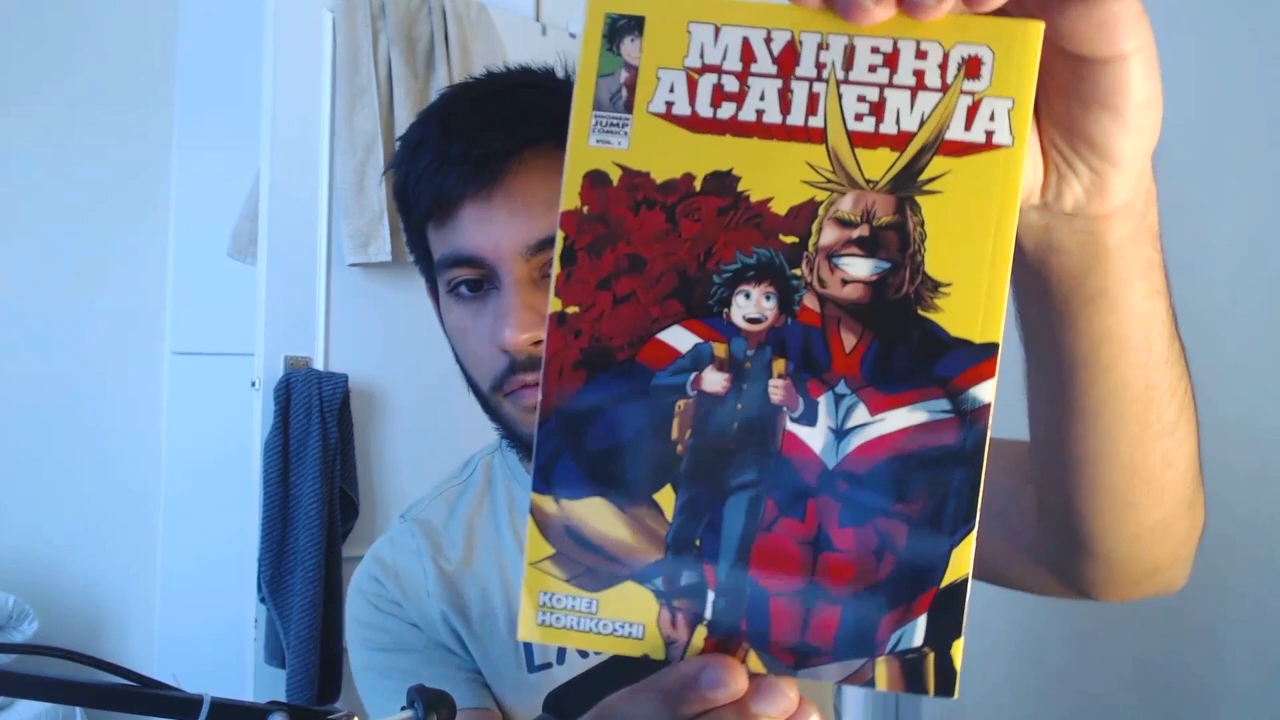 MY HERO
ACADEMIA
SHONEN
JUMP
COMICS
VOL. 1
KOHEI
HORIKOSHI